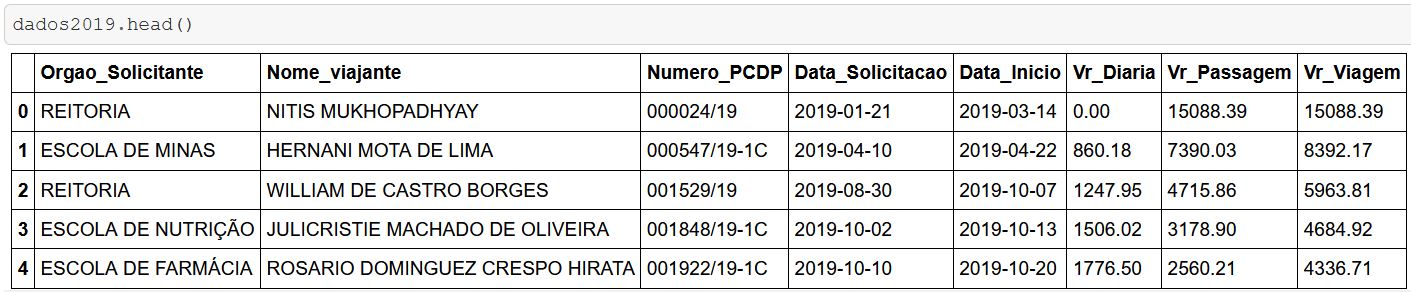 dados2019.head()
Orgao_Solicitante Nome_viajante Numero_PCDP Data_Solicitacao Data_Inicio Vr_Diaria Vr_Passagem Vr_Viagem
0 REITORIA NITIS MUKHOPADHYAY 000024/19 2019-01-21 2019-03-14 0.00 15088.39 15088.39
1 ESCOLA DE MINAS HERNANI MOTA DE LIMA 000547/19-1C 2019-04-10 2019-04-22 860.18 7390.03 8392.17
2 REITORIA WILLIAM DE CASTRO BORGES 001529/19 2019-08-30 2019-10-07 1247.95 4715.86 5963.81
3 ESCOLA DE NUTRIÇÃO JULICRISTIE MACHADO DE OLIVEIRA 001848/19-1C 2019-10-02 2019-10-13 1506.02 3178.90 4684.92
4 ESCOLA DE FARMÁCIA ROSARIO DOMINGUEZ CRESPO HIRATA 001922/19-1C 2019-10-10 2019-10-20 1776.50 2560.21 4336.71